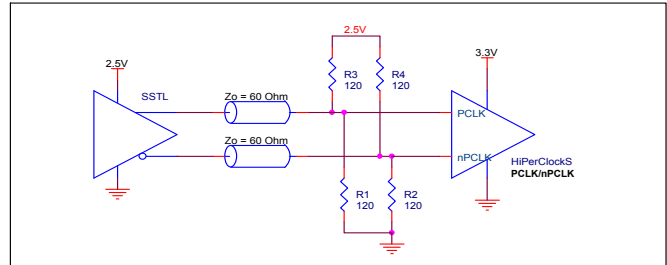 2.5V
2.5V
3.3V
SSTL
R3
120
R4
120
Zo = 60 Ohm
PCLK
Zo = 60 Ohm
nPCLK
HiPerClockS
PCLK/nPCLK
R1
120
R2
120